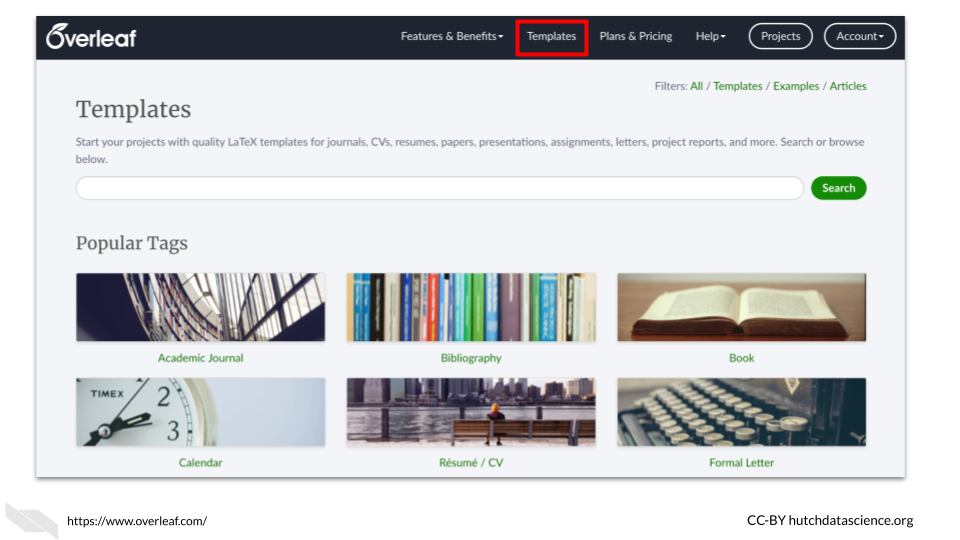 Overleaf
Features & Benefits Templates Plans & Pricing Help Projects Account
Filters: All / Templates / Examples / Articles
Templates
Start your projects with quality LaTeX templates for journals, CVs, resumes, papers, presentations, assignments, letters, project reports, and more. Search or browse
below.
Search
Popular Tags
Academic Journal
Bibliography
Book
TIMEX
2
3
Calendar
Résumé / CV
Formal Letter
https://www.overleaf.com/
CC-BY hutchdatascience.org